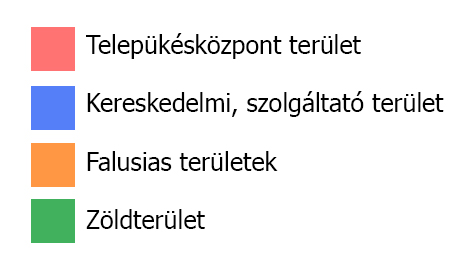 Telepükésközpont terület
Kereskedelmi, szolgáltató terület
Falusias területek
Zöldterület